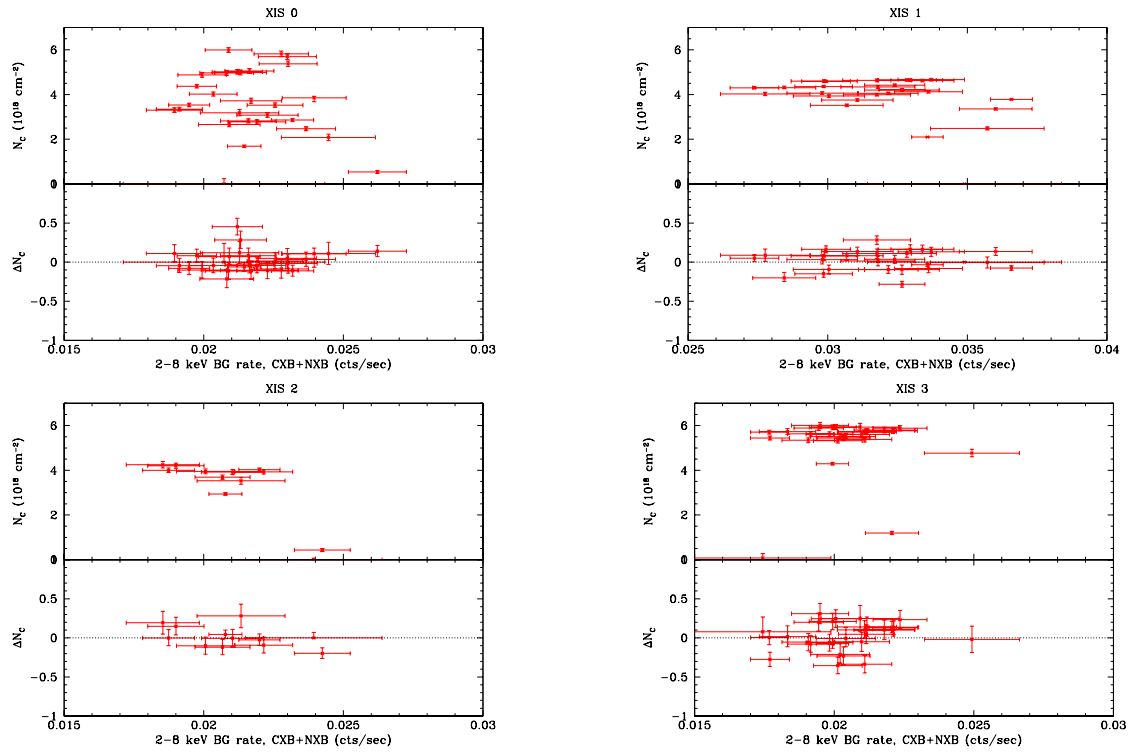 XIS 0
6
4
2
0
N_C (10^18 cm^-2)
0.5
0
−0.5
−1
ΔN_C
0.015 0.02 0.025 0.03
2−8 keV BG rate, CXB+NXB (cts/sec)
XIS 1
6
4
2
0
N_C (10^18 cm^-2)
0.5
0
−0.5
−1
ΔN_C
0.025 0.03 0.035 0.04
2−8 keV BG rate, CXB+NXB (cts/sec)
XIS 2
6
4
2
0
N_C (10^18 cm^-2)
0.5
0
−0.5
−1
ΔN_C
0.015 0.02 0.025 0.03
2−8 keV BG rate, CXB+NXB (cts/sec)
XIS 3
6
4
2
0
N_C (10^18 cm^-2)
0.5
0
−0.5
−1
ΔN_C
0.015 0.02 0.025 0.03
2−8 keV BG rate, CXB+NXB (cts/sec)